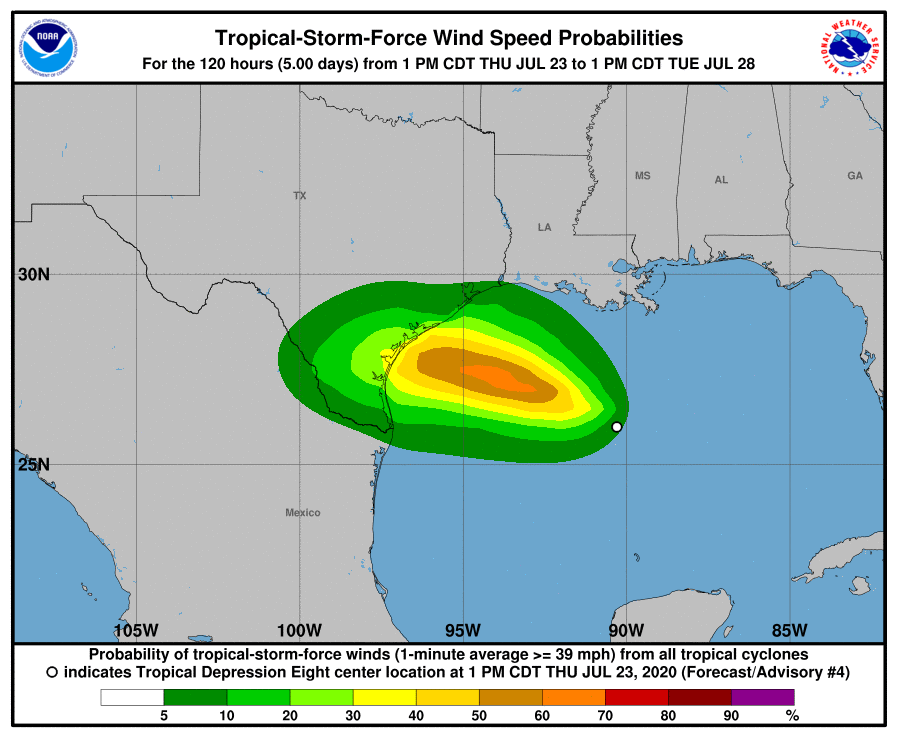 Tropical-Storm-Force Wind Speed Probabilities
For the 120 hours (5.00 days) from 1 PM CDT THU JUL 23 to 1 PM CDT TUE JUL 28
NOAA
NATIONAL WEATHER SERVICE
TX
LA
MS
AL
GA
30N
25N
Mexico
105W 100W 95W 90W 85W
Probability of tropical-storm-force winds (1-minute average >= 39 mph) from all tropical cyclones
indicates Tropical Depression Eight center location at 1 PM CDT THU JUL 23, 2020 (Forecast/Advisory #4)
5 10 20 30 40 50 60 70 80 90 %